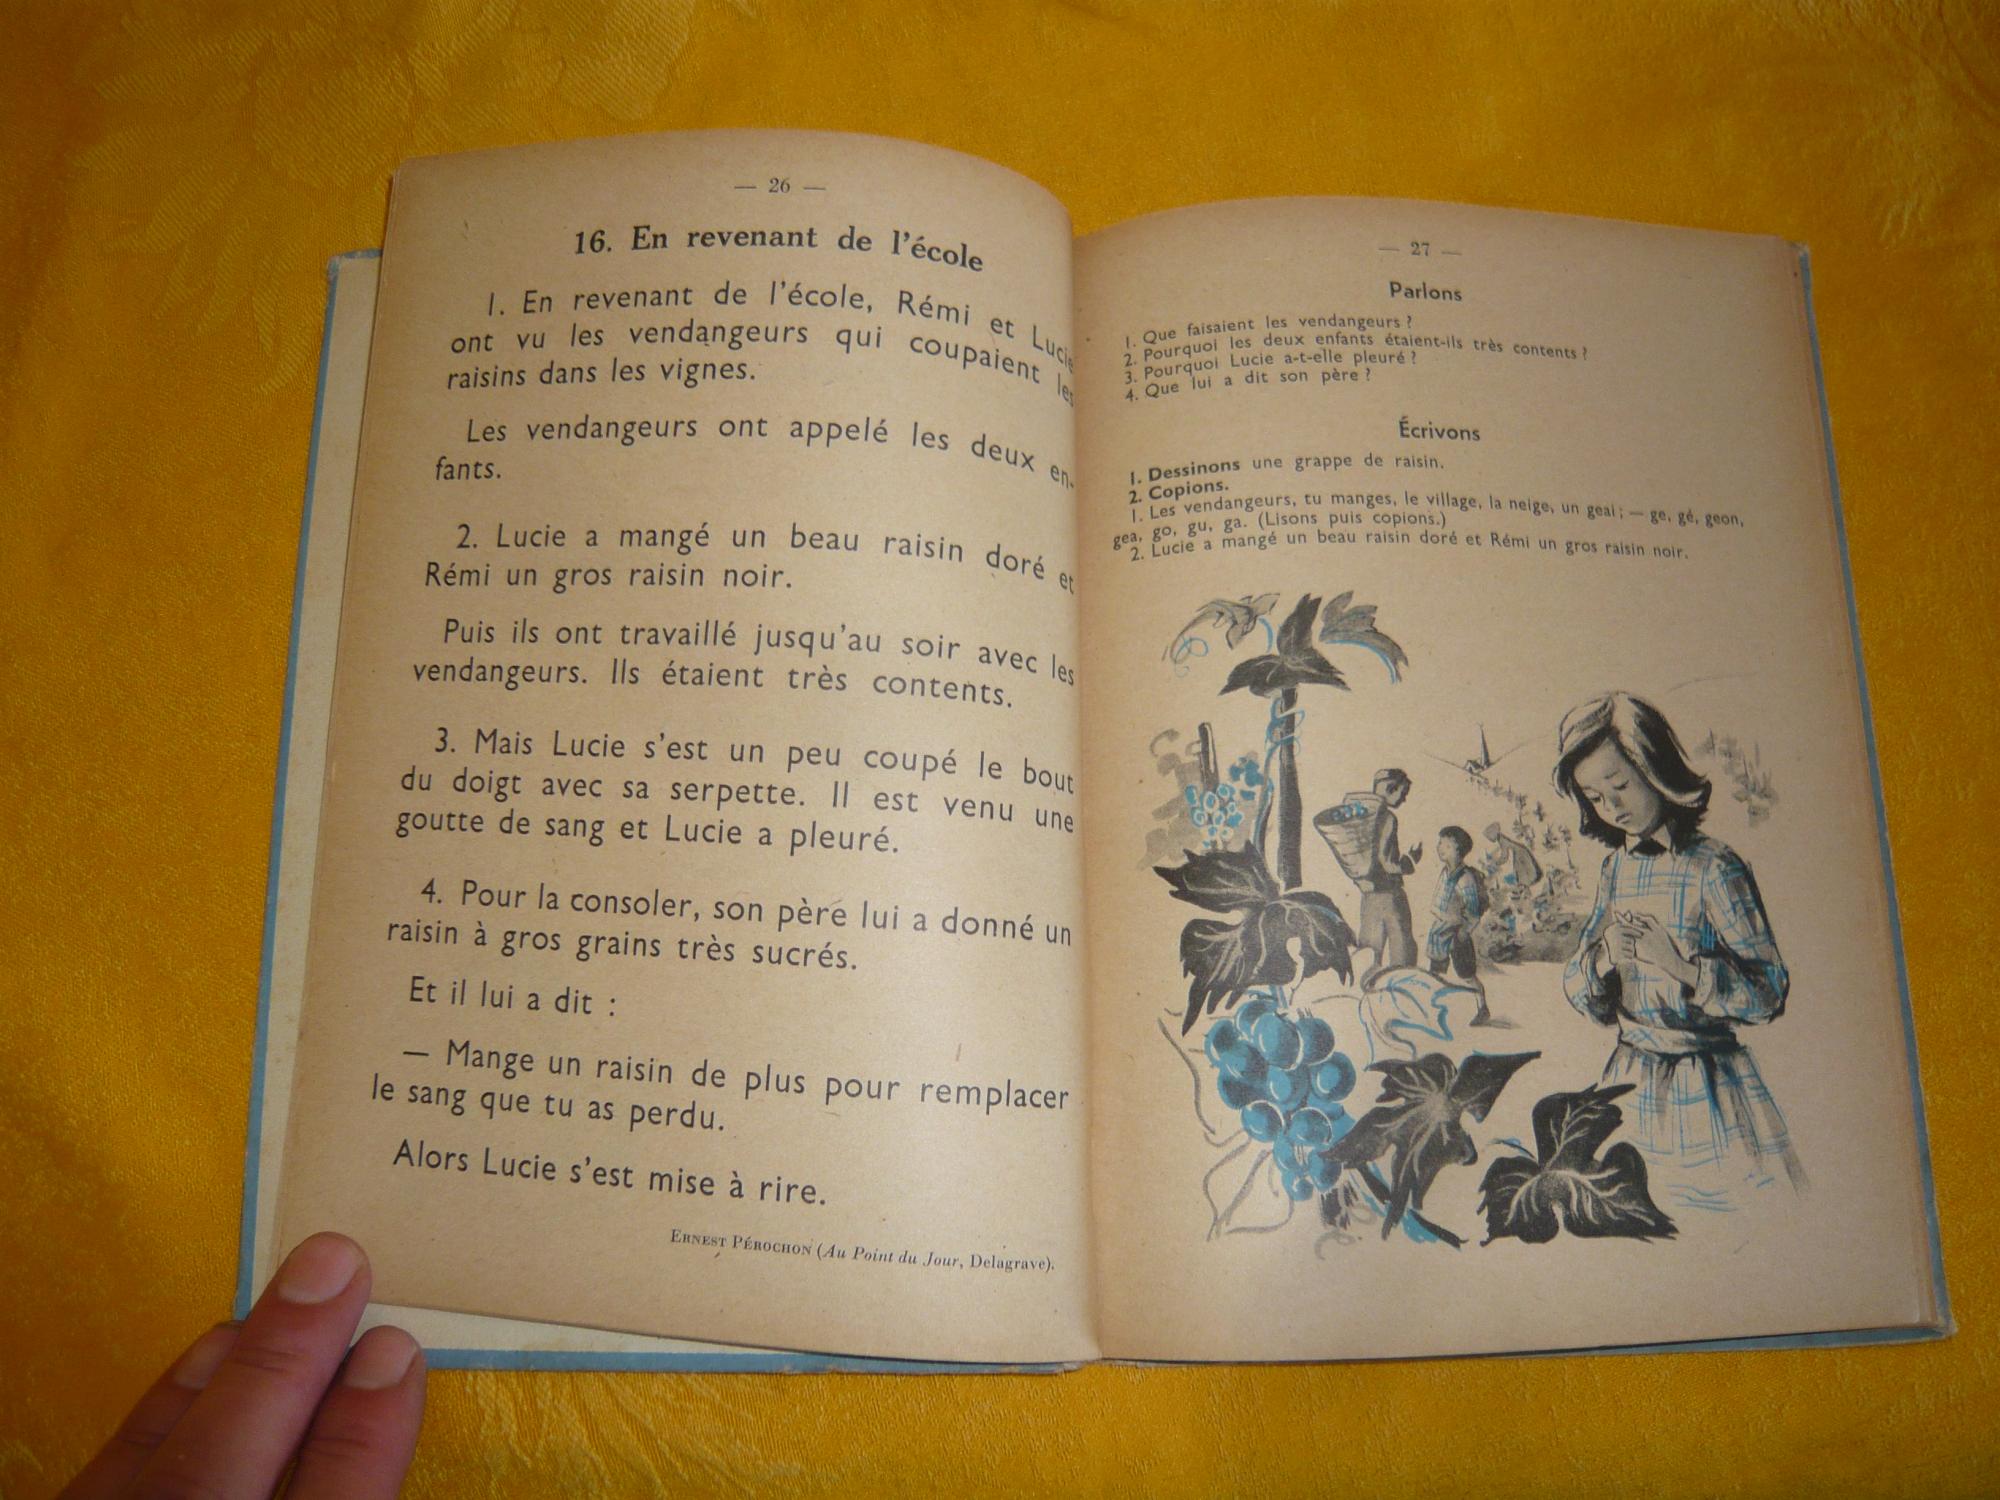 — 26 —
16. En revenant de l'école
1. En revenant de l'école, Rémi et Lucie
ont vu les vendangeurs qui coupaient les
raisins dans les vignes.
Les vendangeurs ont appelé les deux en-
fants.
2. Lucie a mangé un beau raisin doré et
Rémi un gros raisin noir.
Puis ils ont travaillé jusqu'au soir avec les
vendangeurs. Ils étaient très contents.
3. Mais Lucie s'est un peu coupé le bout
du doigt avec sa serpette. Il est venu une
goutte de sang et Lucie a pleuré.
4. Pour la consoler, son père lui a donné un
raisin à gros grains très sucrés.
Et il lui a dit :
— Mange un raisin de plus pour remplacer
le sang que tu as perdu.
Alors Lucie s'est mise à rire.
ERNEST PÉROCHON (Au Point du Jour, Delagrave).
— 27 —
Parlons
1. Que faisaient les vendangeurs ?
2. Pourquoi les deux enfants étaient-ils très contents ?
3. Pourquoi Lucie a-t-elle pleuré ?
4. Que lui a dit son père ?
Écrivons
1. Dessinons une grappe de raisin.
2. Copions.
1. Les vendangeurs, tu manges, le village, la neige, un geai ; — ge, gé, geon,
gea, go, gu, ga. (Lisons puis copions.)
2. Lucie a mangé un beau raisin doré et Rémi un gros raisin noir.